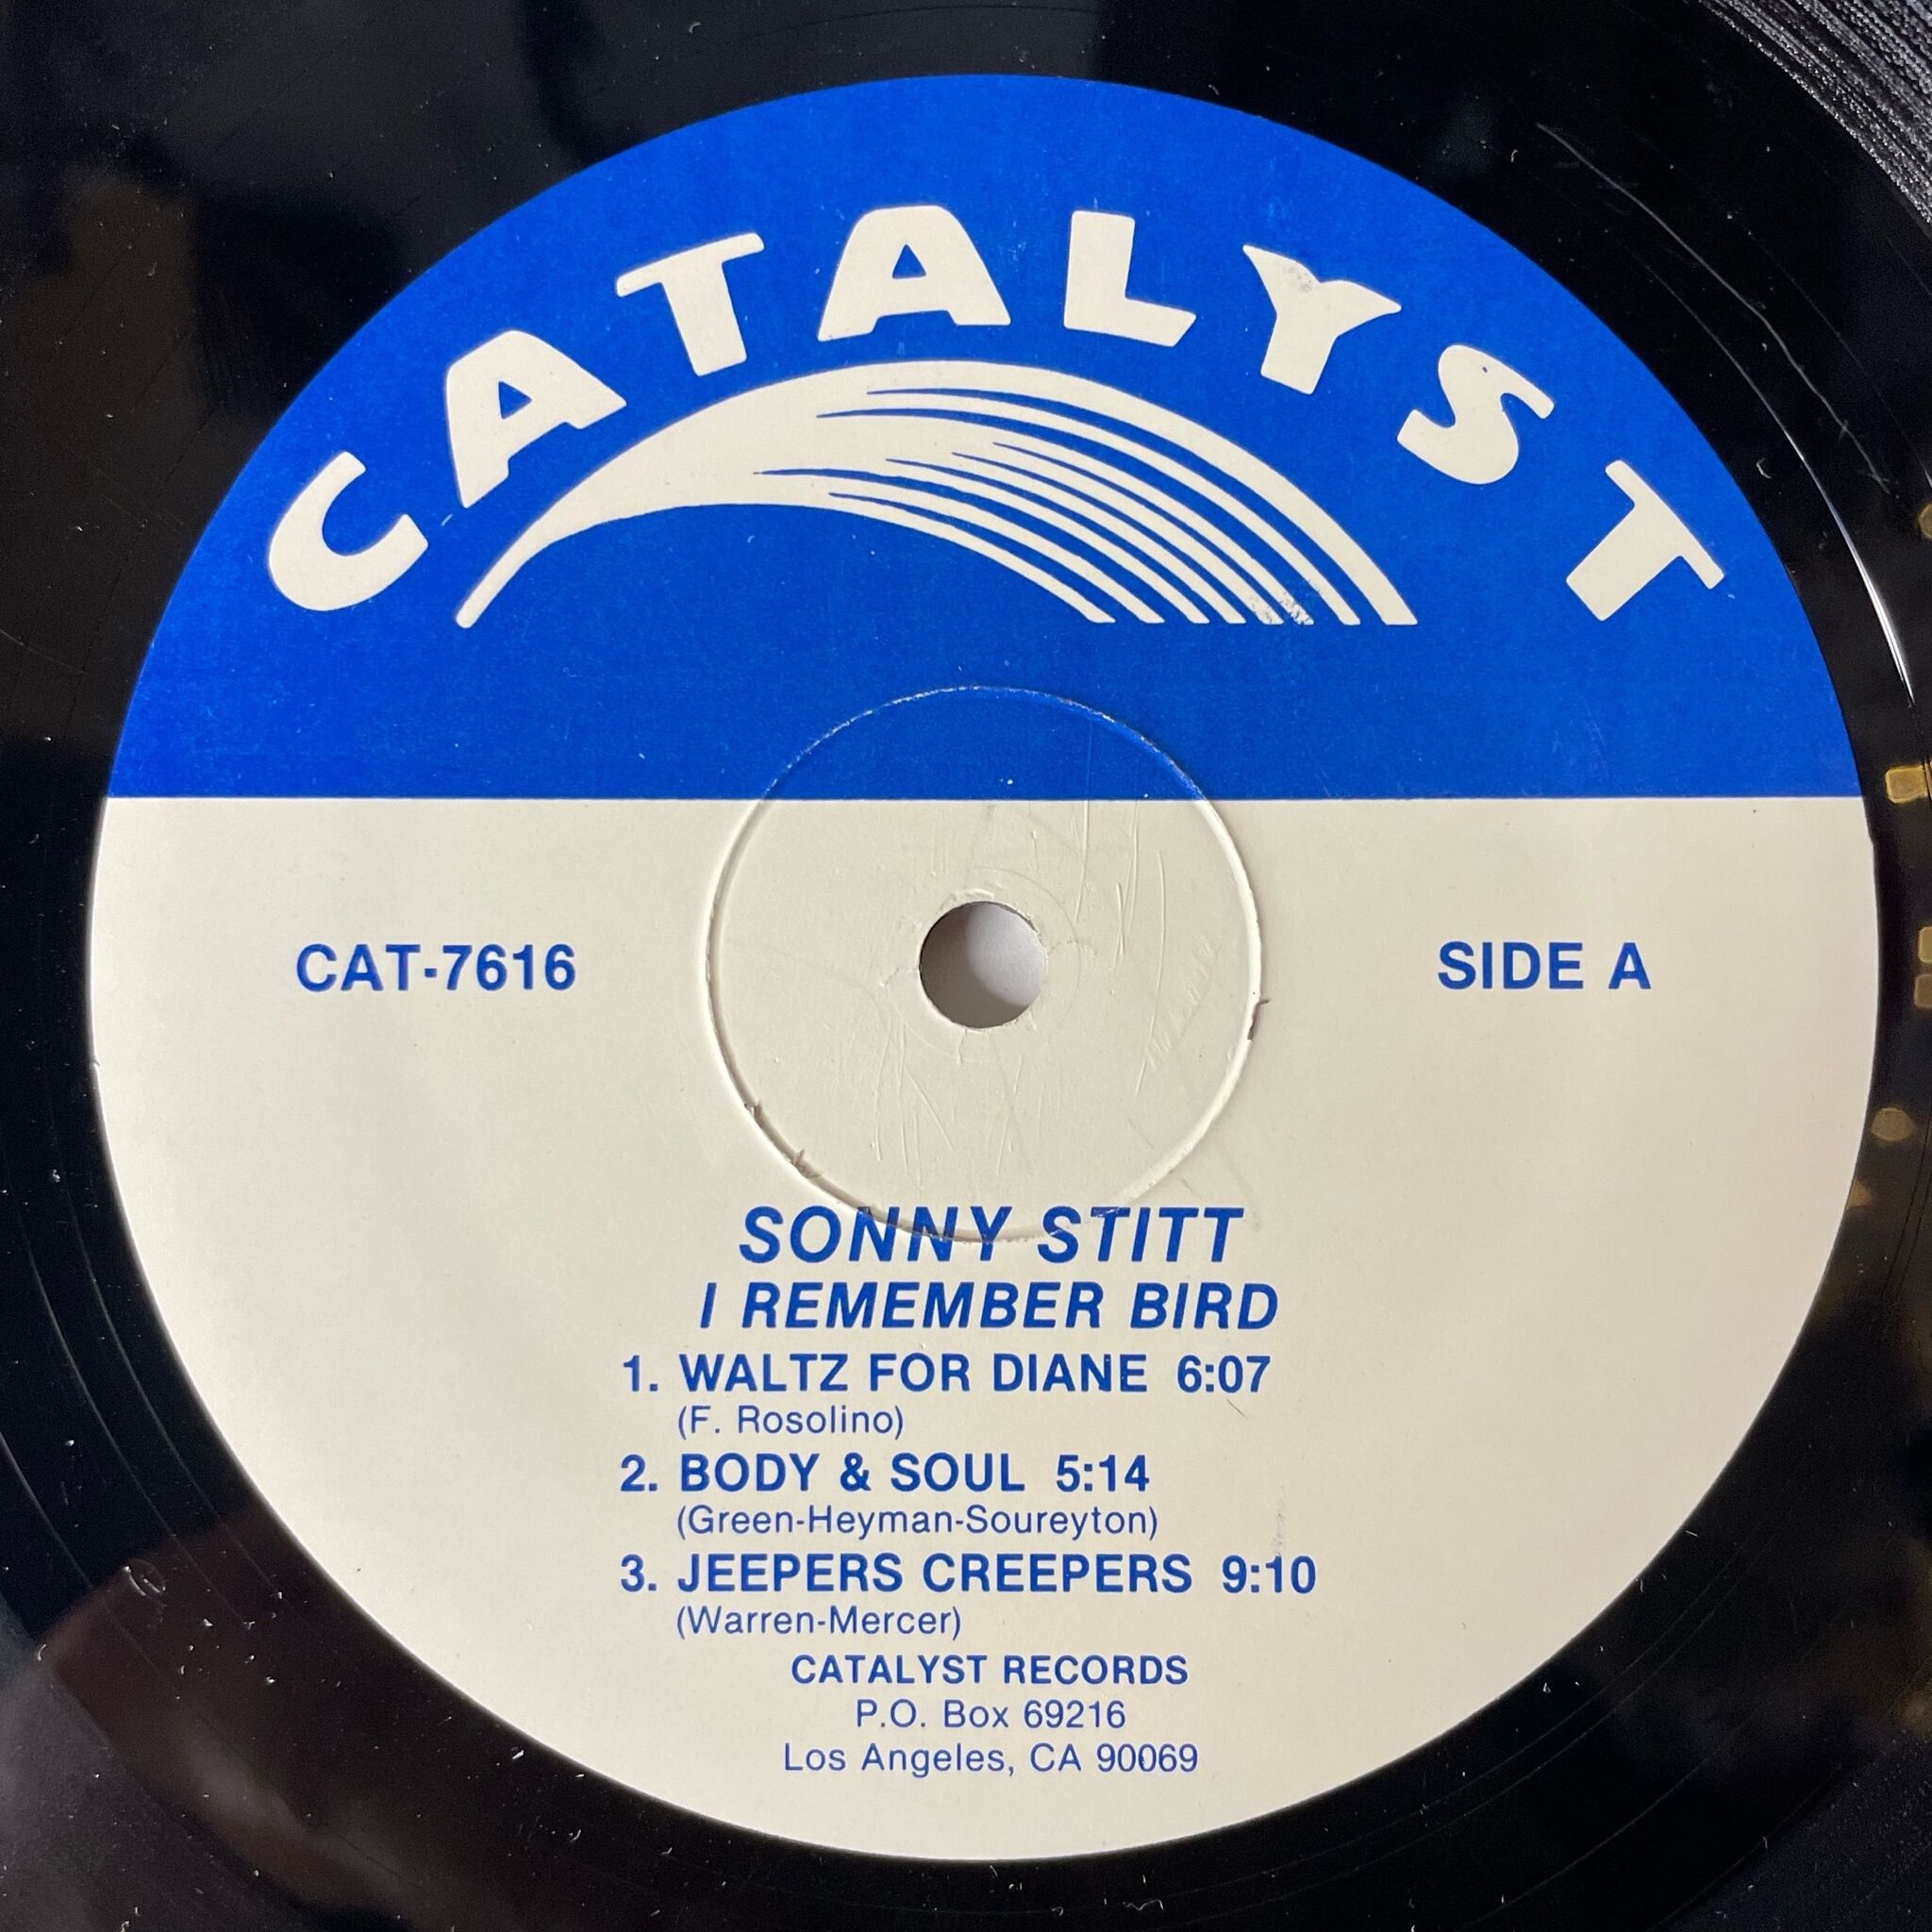 CATALYST
CAT-7616
SIDE A
SONNY STITT
I REMEMBER BIRD
1. WALTZ FOR DIANE 6:07
(F. Rosolino)
2. BODY & SOUL 5:14
(Green-Heyman-Soureyton)
3. JEEPERS CREEPERS 9:10
(Warren-Mercer)
CATALYST RECORDS
P.O. Box 69216
Los Angeles, CA 90069